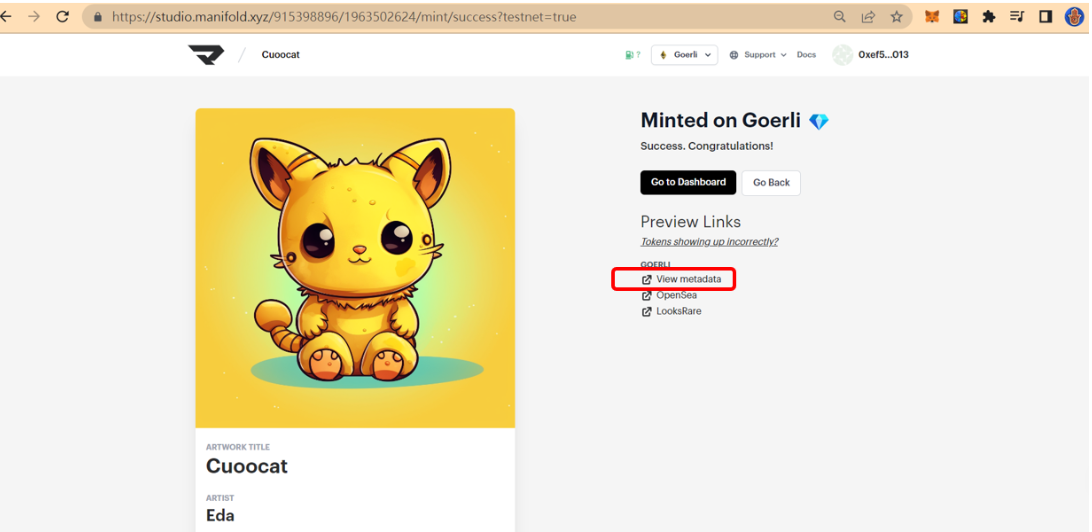 https://studio.manifold.xyz/915398896/1963502624/mint/success?testnet=true
/ Cuoocat
? Goerli Support Docs 0xef5...013
Minted on Goerli
Success. Congratulations!
Go to Dashboard Go Back
Preview Links
Tokens showing up incorrectly?
GOERLI
View metadata
OpenSea
LooksRare
ARTWORK TITLE
Cuoocat
ARTIST
Eda